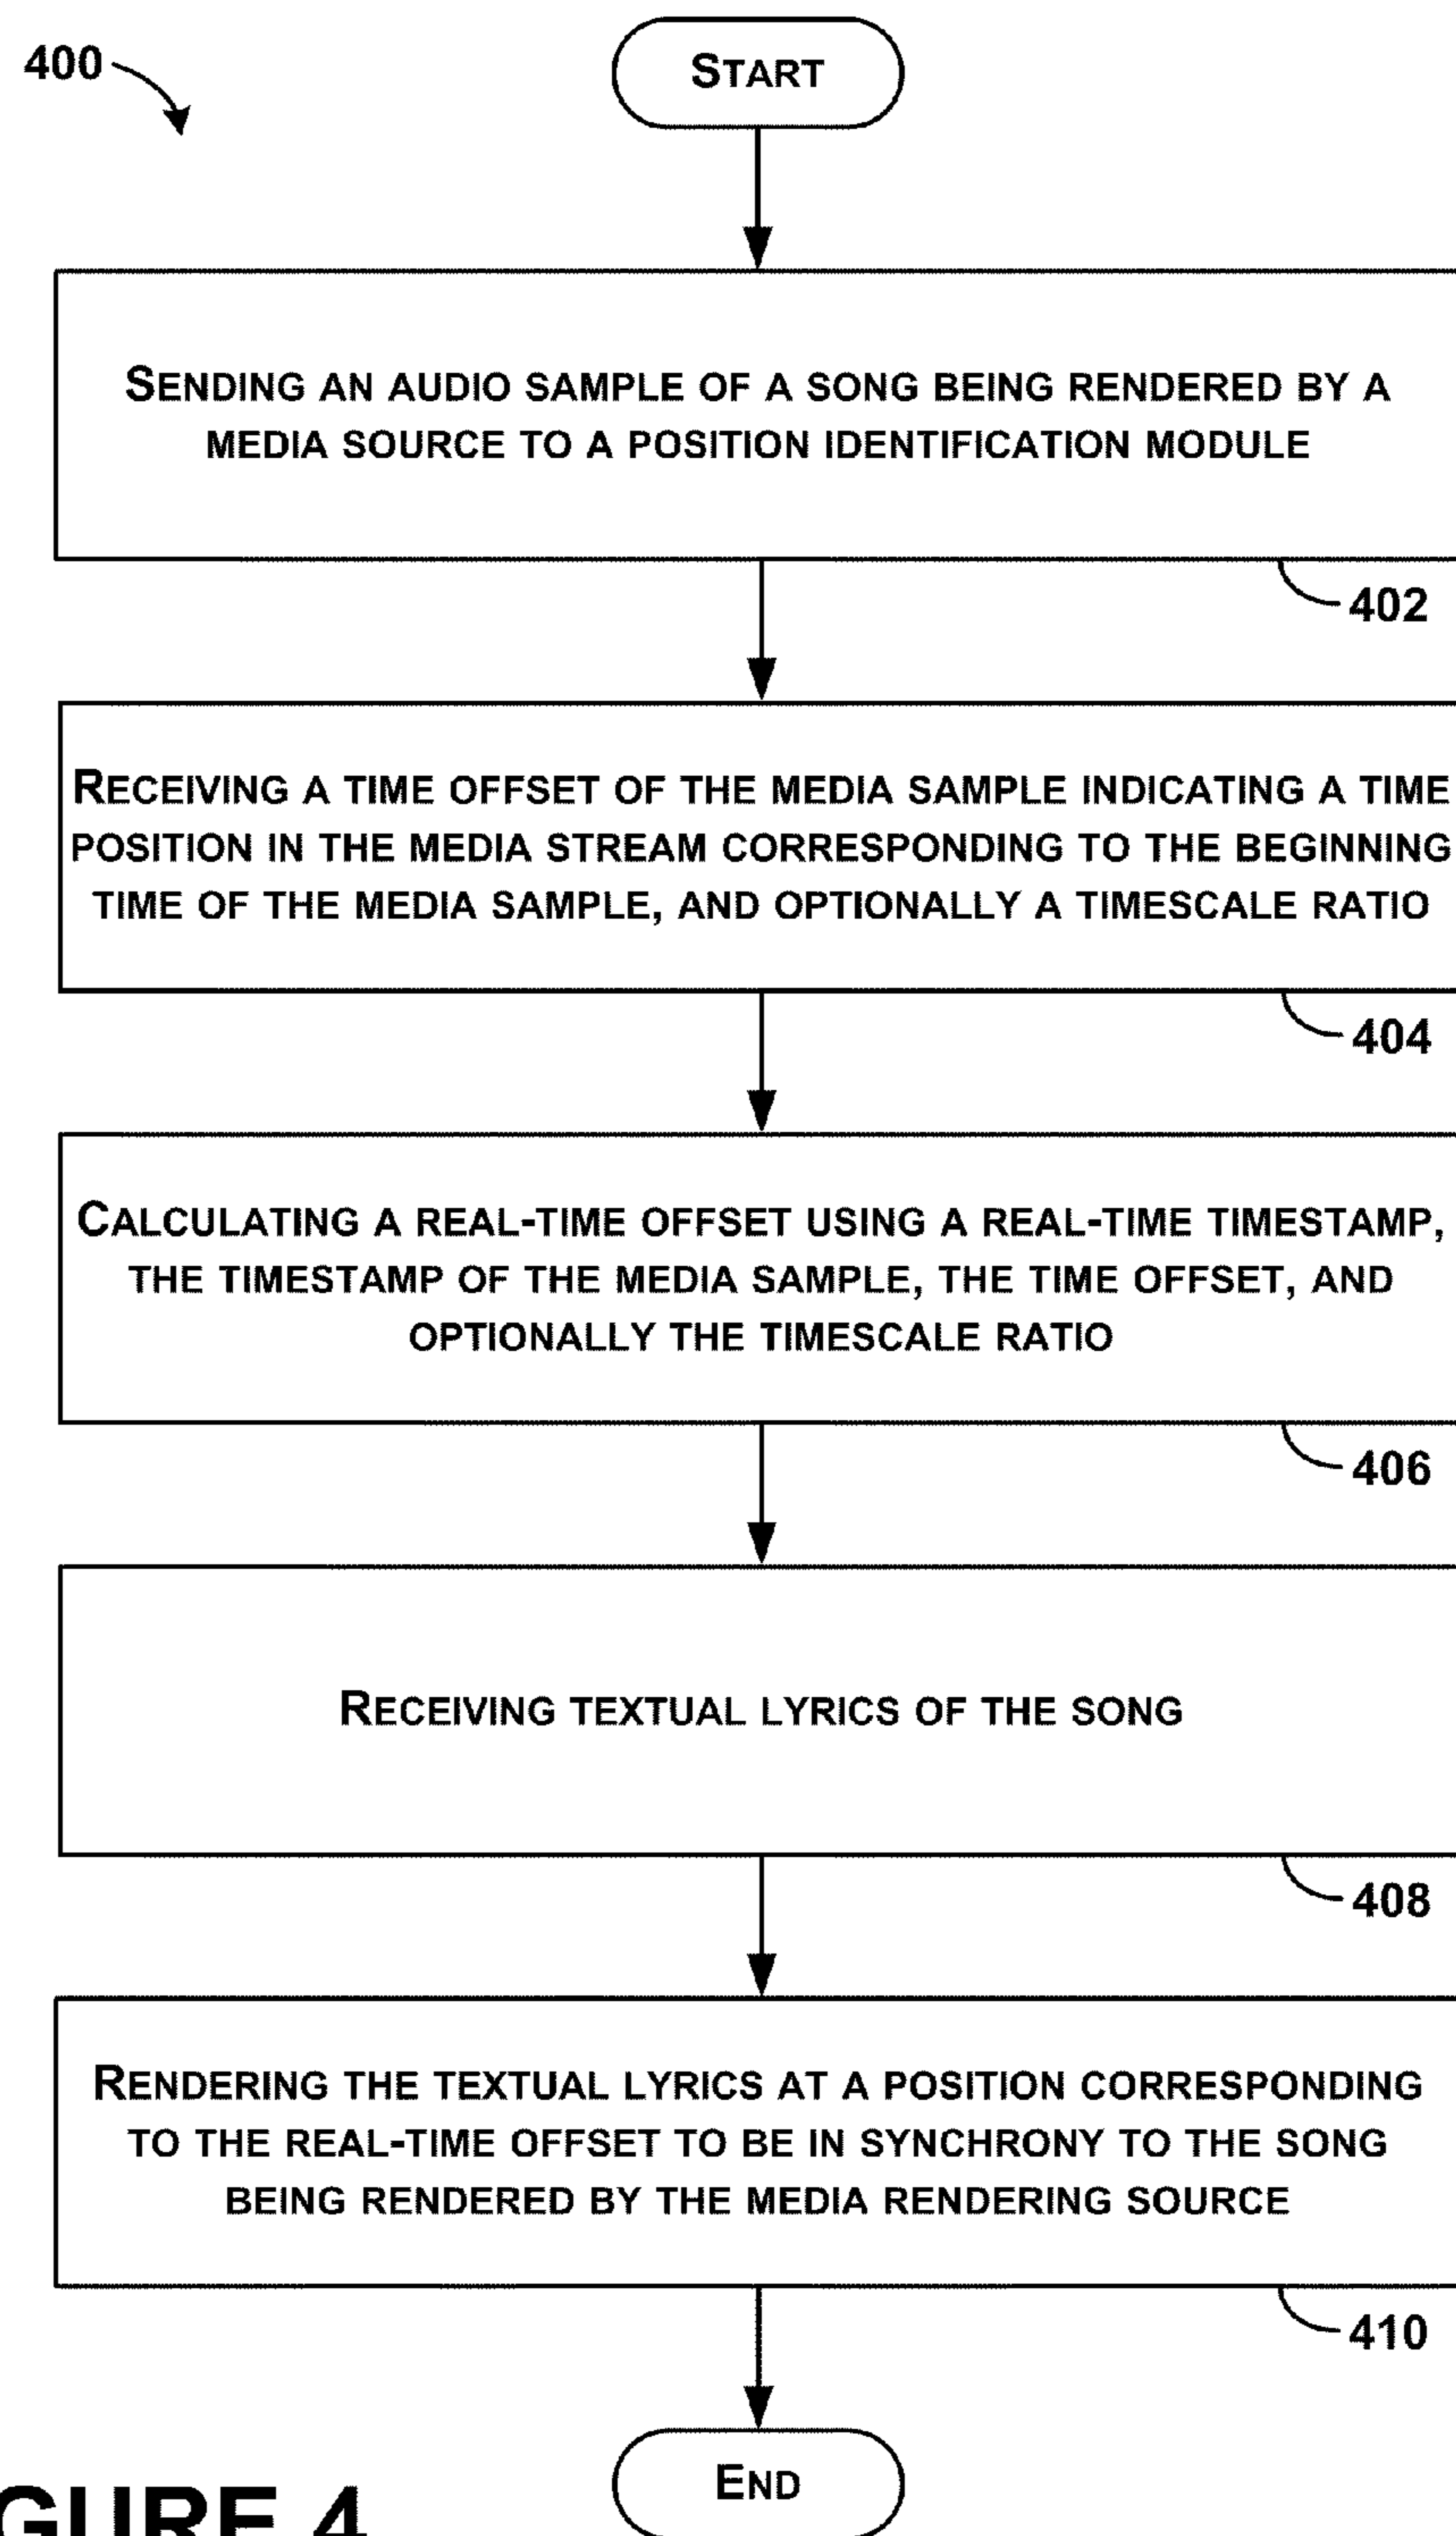 400
START
SENDING AN AUDIO SAMPLE OF A SONG BEING RENDERED BY A
MEDIA SOURCE TO A POSITION IDENTIFICATION MODULE
402
RECEIVING A TIME OFFSET OF THE MEDIA SAMPLE INDICATING A TIME
POSITION IN THE MEDIA STREAM CORRESPONDING TO THE BEGINNING
TIME OF THE MEDIA SAMPLE, AND OPTIONALLY A TIMESCALE RATIO
404
CALCULATING A REAL-TIME OFFSET USING A REAL-TIME TIMESTAMP,
THE TIMESTAMP OF THE MEDIA SAMPLE, THE TIME OFFSET, AND
OPTIONALLY THE TIMESCALE RATIO
406
RECEIVING TEXTUAL LYRICS OF THE SONG
408
RENDERING THE TEXTUAL LYRICS AT A POSITION CORRESPONDING
TO THE REAL-TIME OFFSET TO BE IN SYNCHRONY TO THE SONG
BEING RENDERED BY THE MEDIA RENDERING SOURCE
410
END
GURE 4